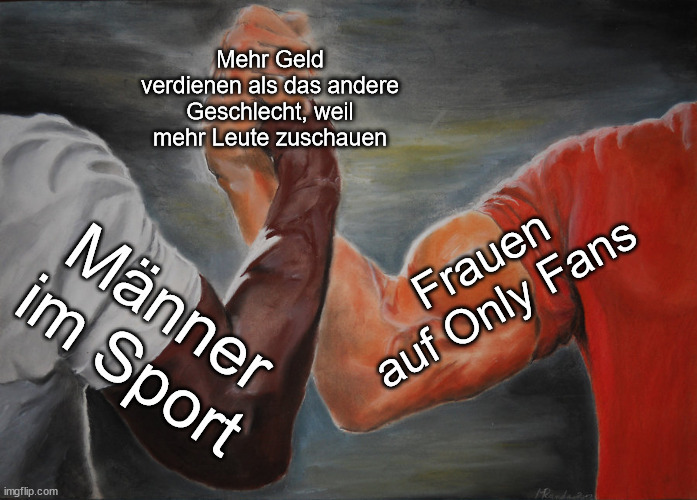 Mehr Geld
verdienen als das andere
Geschlecht, weil
mehr Leute zuschauen
Männer
im Sport
Frauen
auf Only Fans
imgflip.com